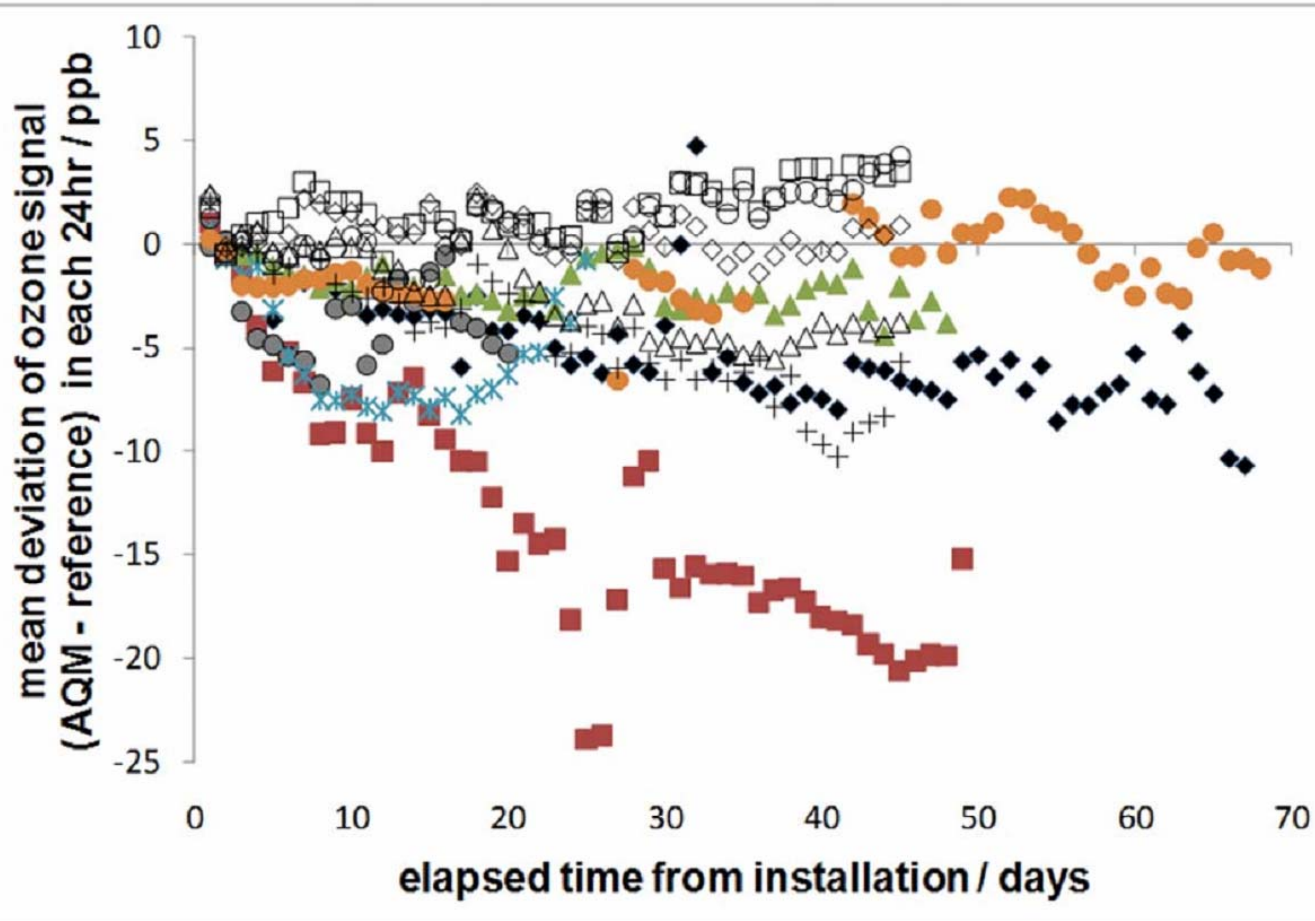 mean deviation of ozone signal
(AQM - reference) in each 24hr / ppb
10
5
0
-5
-10
-15
-20
-25
0 10 20 30 40 50 60 70
elapsed time from installation / days